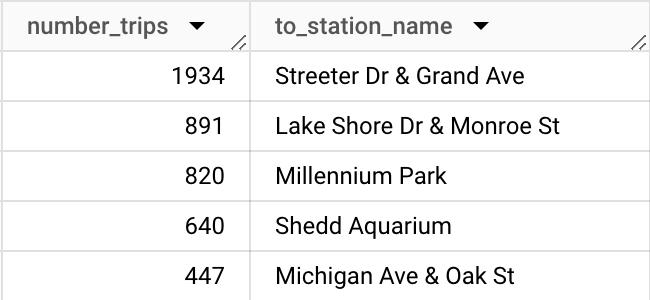 number_trips to_station_name
1934 Streeter Dr & Grand Ave
891 Lake Shore Dr & Monroe St
820 Millennium Park
640 Shedd Aquarium
447 Michigan Ave & Oak St